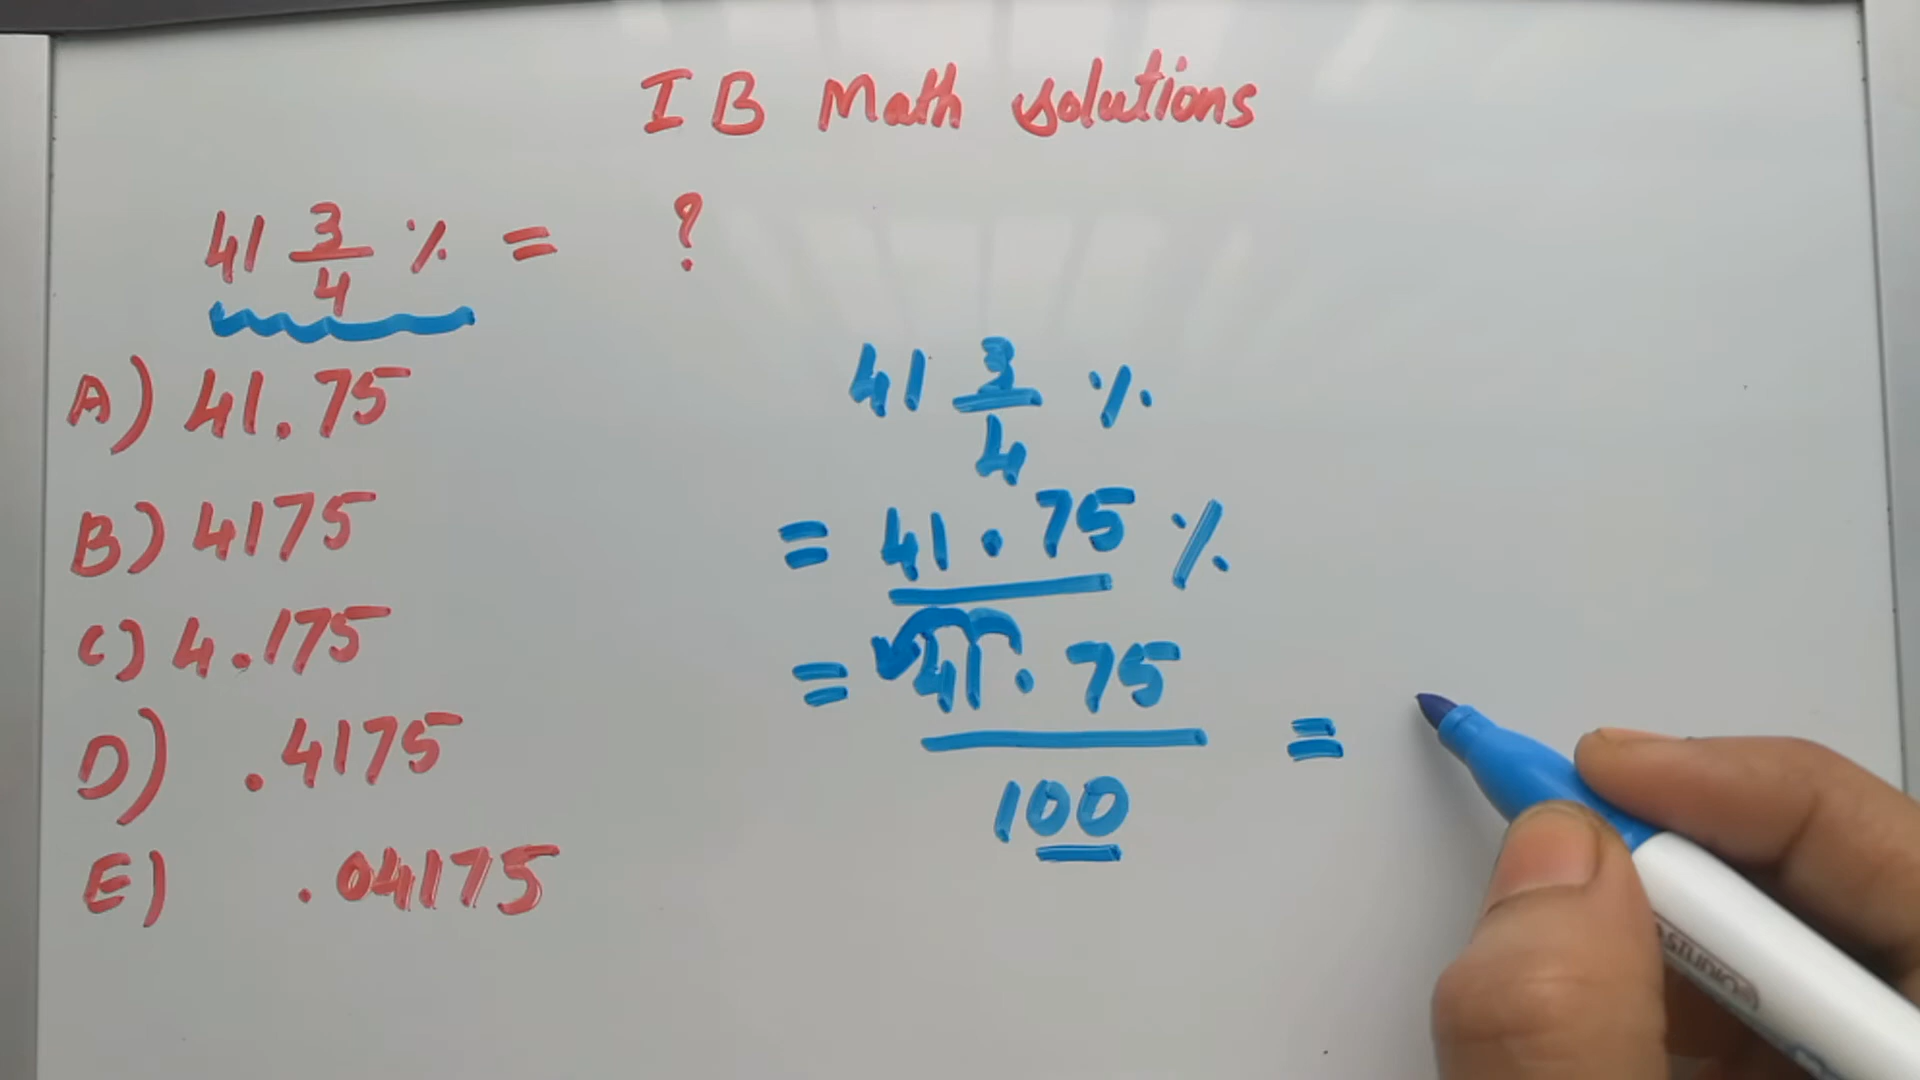 IB Math solutions
41 3/4 % = ?
A) 41.75
B) 4175
C) 4.175
D) .4175
E) .04175
41 3/4 %
= 41.75 %
= 41.75/100 =